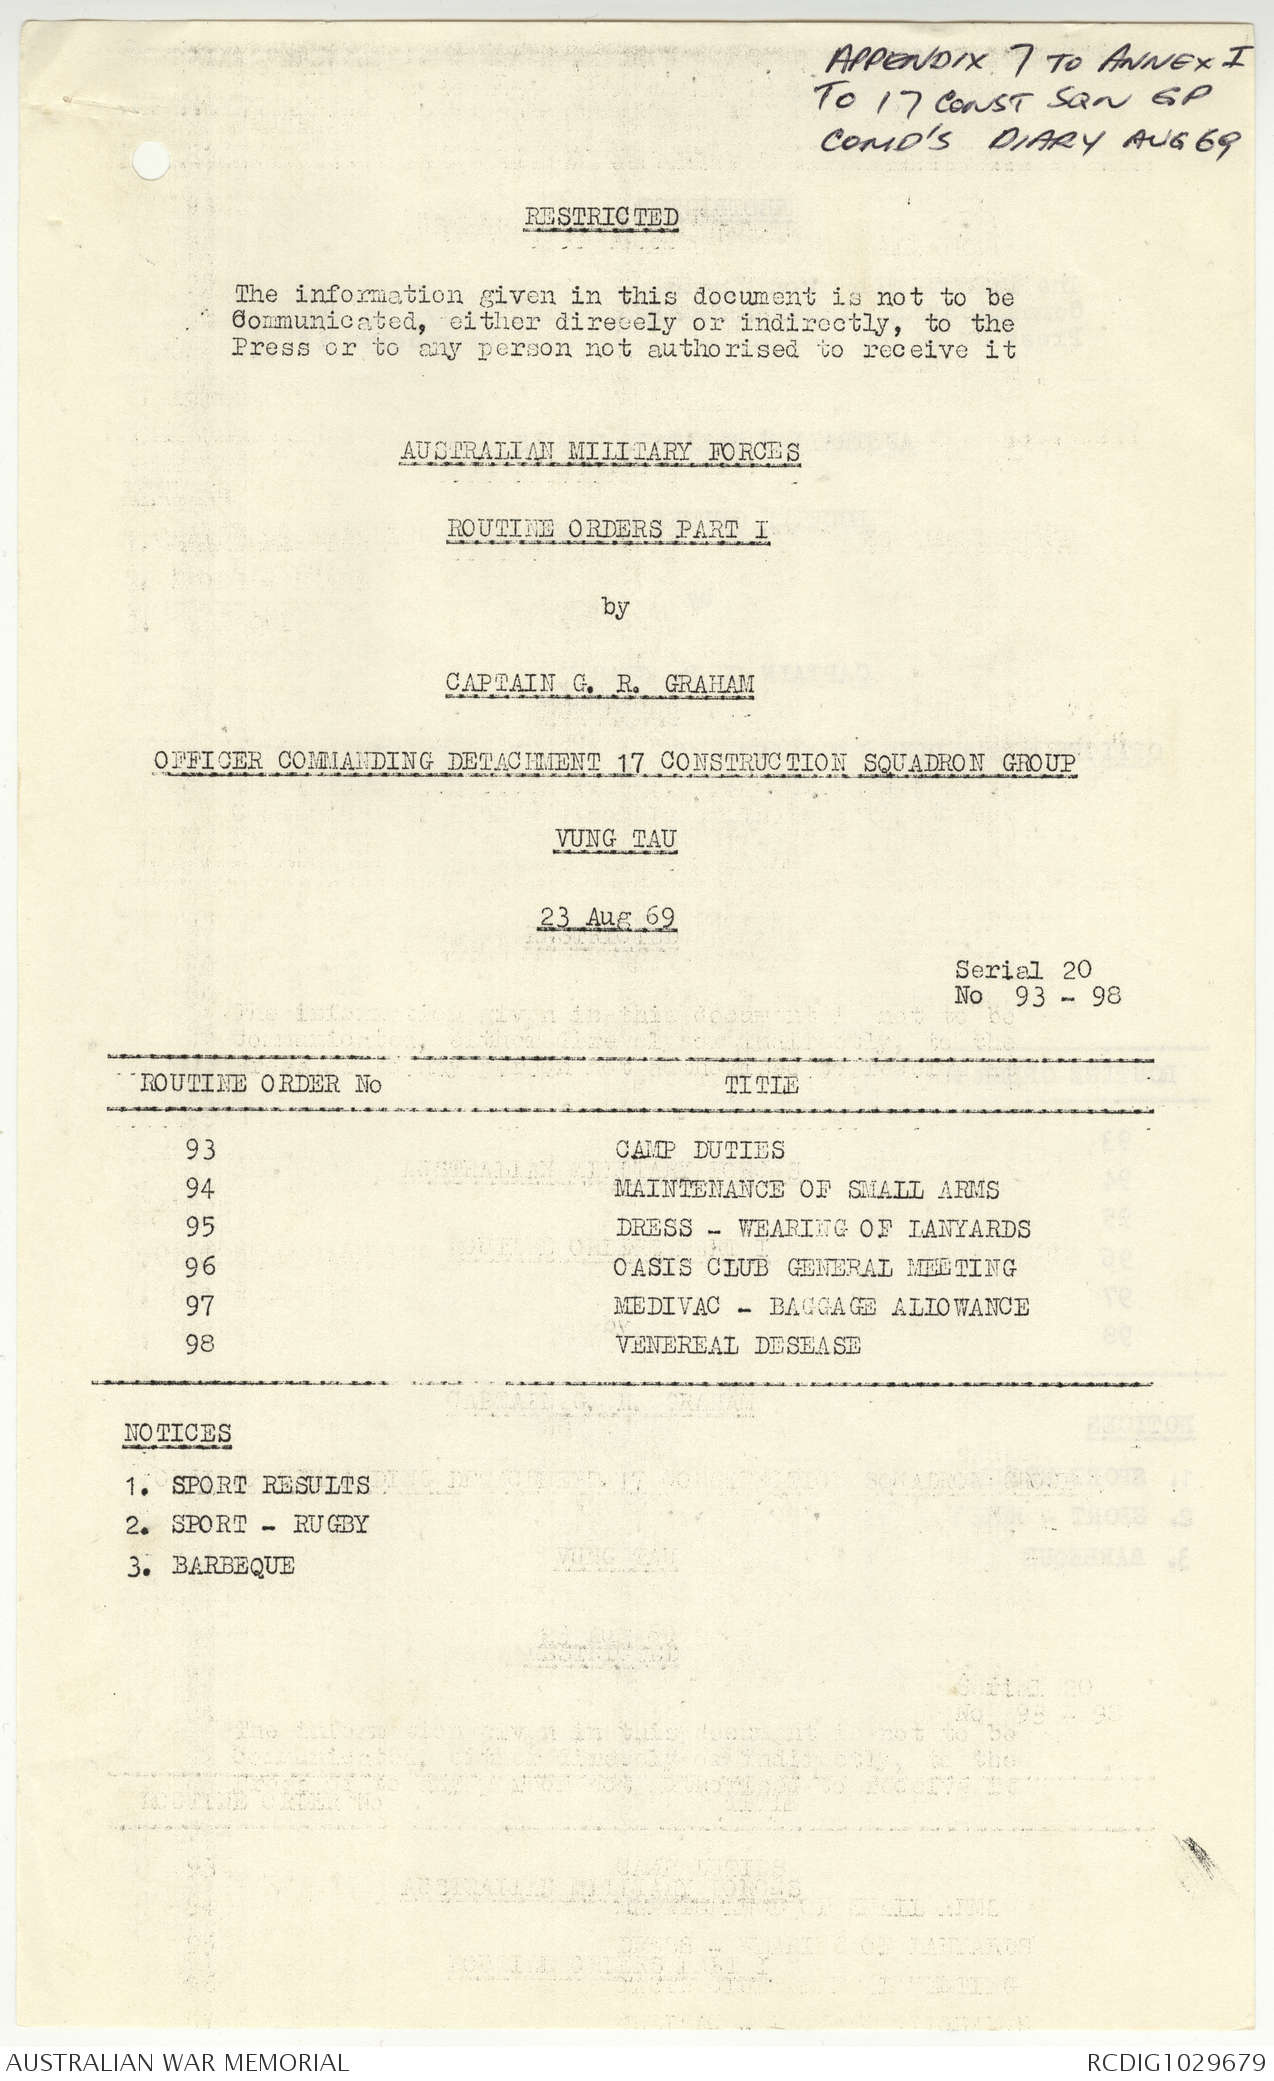 APPENDIX 7 TO ANNEX I
TO 17 CONST SQN GP
COMD'S DIARY AUG 69
RESTRICTED
The information given in this document is not to be
Communicated, either direcely or indirectly, to the
Press or to any person not authorised to receive it
AUSTRALIAN MILITARY FORCES
ROUTINE ORDERS PART I
by
CAPTAIN G. R. GRAHAM
OFFICER COMMANDING DETACHMENT 17 CONSTRUCTION SQUADRON GROUP
VUNG TAU
23 Aug 69
Serial 20
No 93 - 98
ROUTINE ORDER No TITLE
93 CAMP DUTIES
94 MAINTENANCE OF SMALL ARMS
95 DRESS - WEARING OF LANYARDS
96 OASIS CLUB GENERAL MEETING
97 MEDIVAC - BAGGAGE ALLOWANCE
98 VENEREAL DESEASE
NOTICES
1. SPORT RESULTS
2. SPORT - RUGBY
3. BARBEQUE
AUSTRALIAN WAR MEMORIAL RCDIG1029679